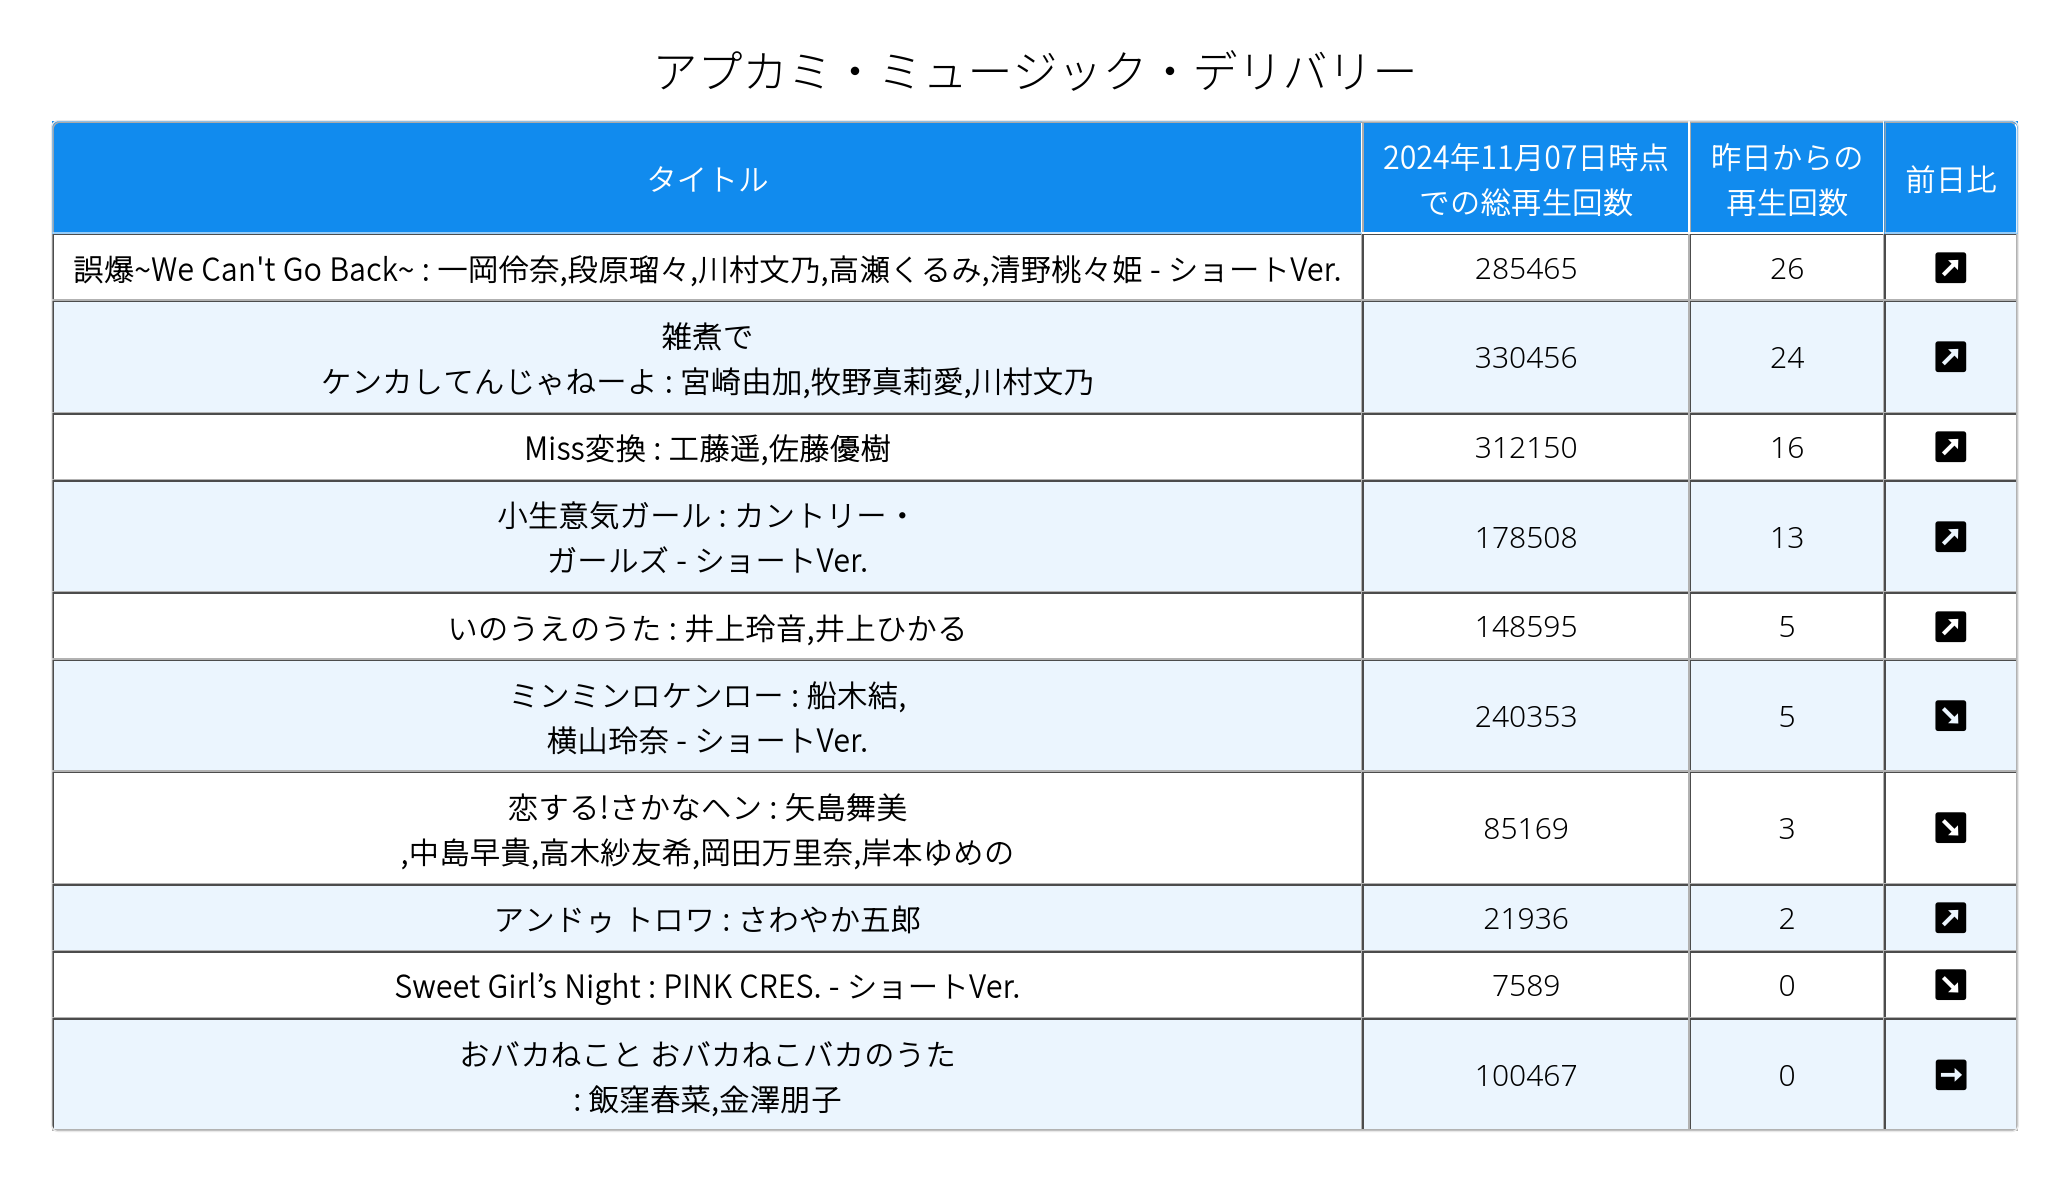 アプカミ・ミュージック・デリバリー
タイトル
2024年11月07日時点
での総再生回数
昨日からの
再生回数
前日比
誤爆~We Can't Go Back~ : 一岡伶奈,段原瑠々,川村文乃,高瀬くるみ,清野桃々姫 - ショートVer.
285465
26
雑煮で
ケンカしてんじゃねーよ : 宮崎由加,牧野真莉愛,川村文乃
330456
24
Miss変換 : 工藤遥,佐藤優樹
312150
16
小生意気ガール : カントリー・
ガールズ - ショートVer.
178508
13
いのうえのうた : 井上玲音,井上ひかる
148595
5
ミンミンロケンロー : 船木結,
横山玲奈 - ショートVer.
240353
5
恋する!さかなヘン : 矢島舞美
,中島早貴,高木紗友希,岡田万里奈,岸本ゆめの
85169
3
アンドゥ トロワ : さわやか五郎
21936
2
Sweet Girl’s Night : PINK CRES. - ショートVer.
7589
0
おバカねこと おバカねこバカのうた
: 飯窪春菜,金澤朋子
100467
0